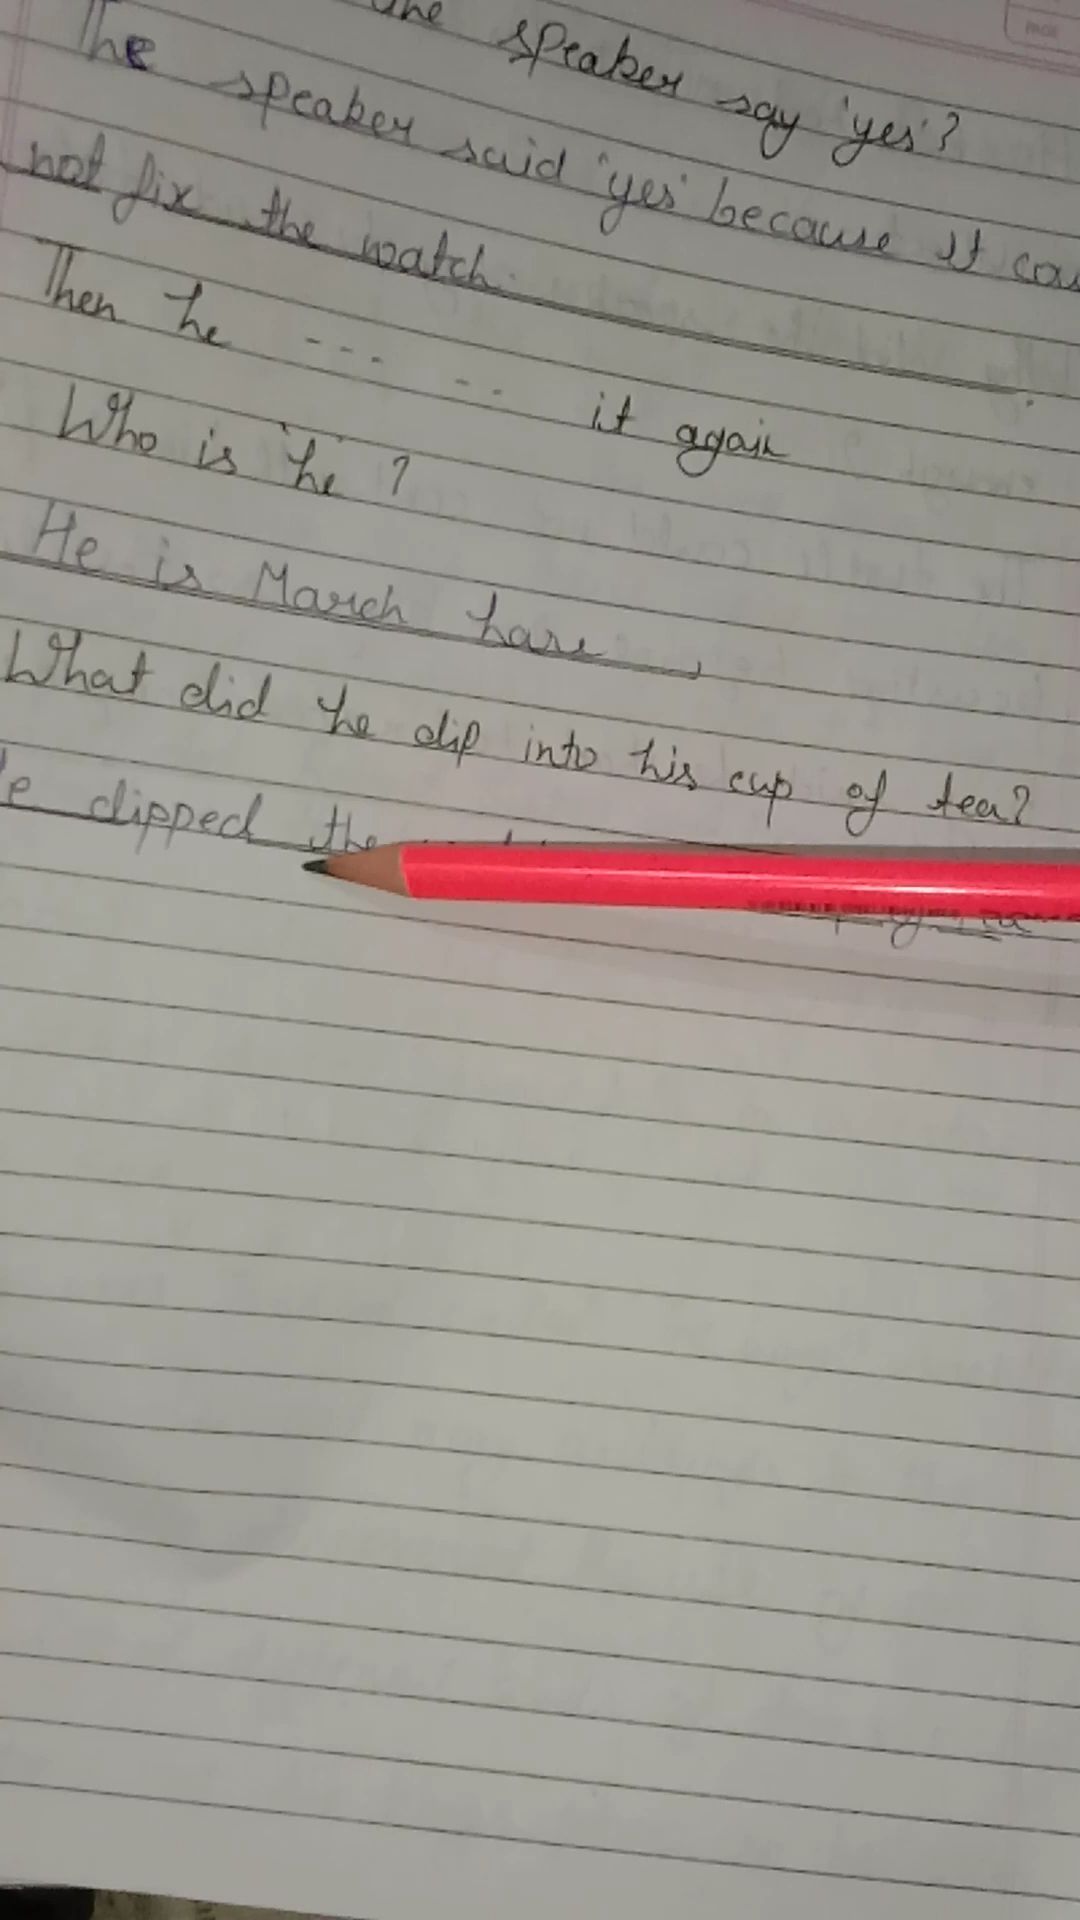 the speaker say 'yes'?
The speaker said 'yes' because it
not fix the watch.
Then he --- -- it again
Who is 'he'?
He is March hare
What did he dip into his cup of tea?
dipped the